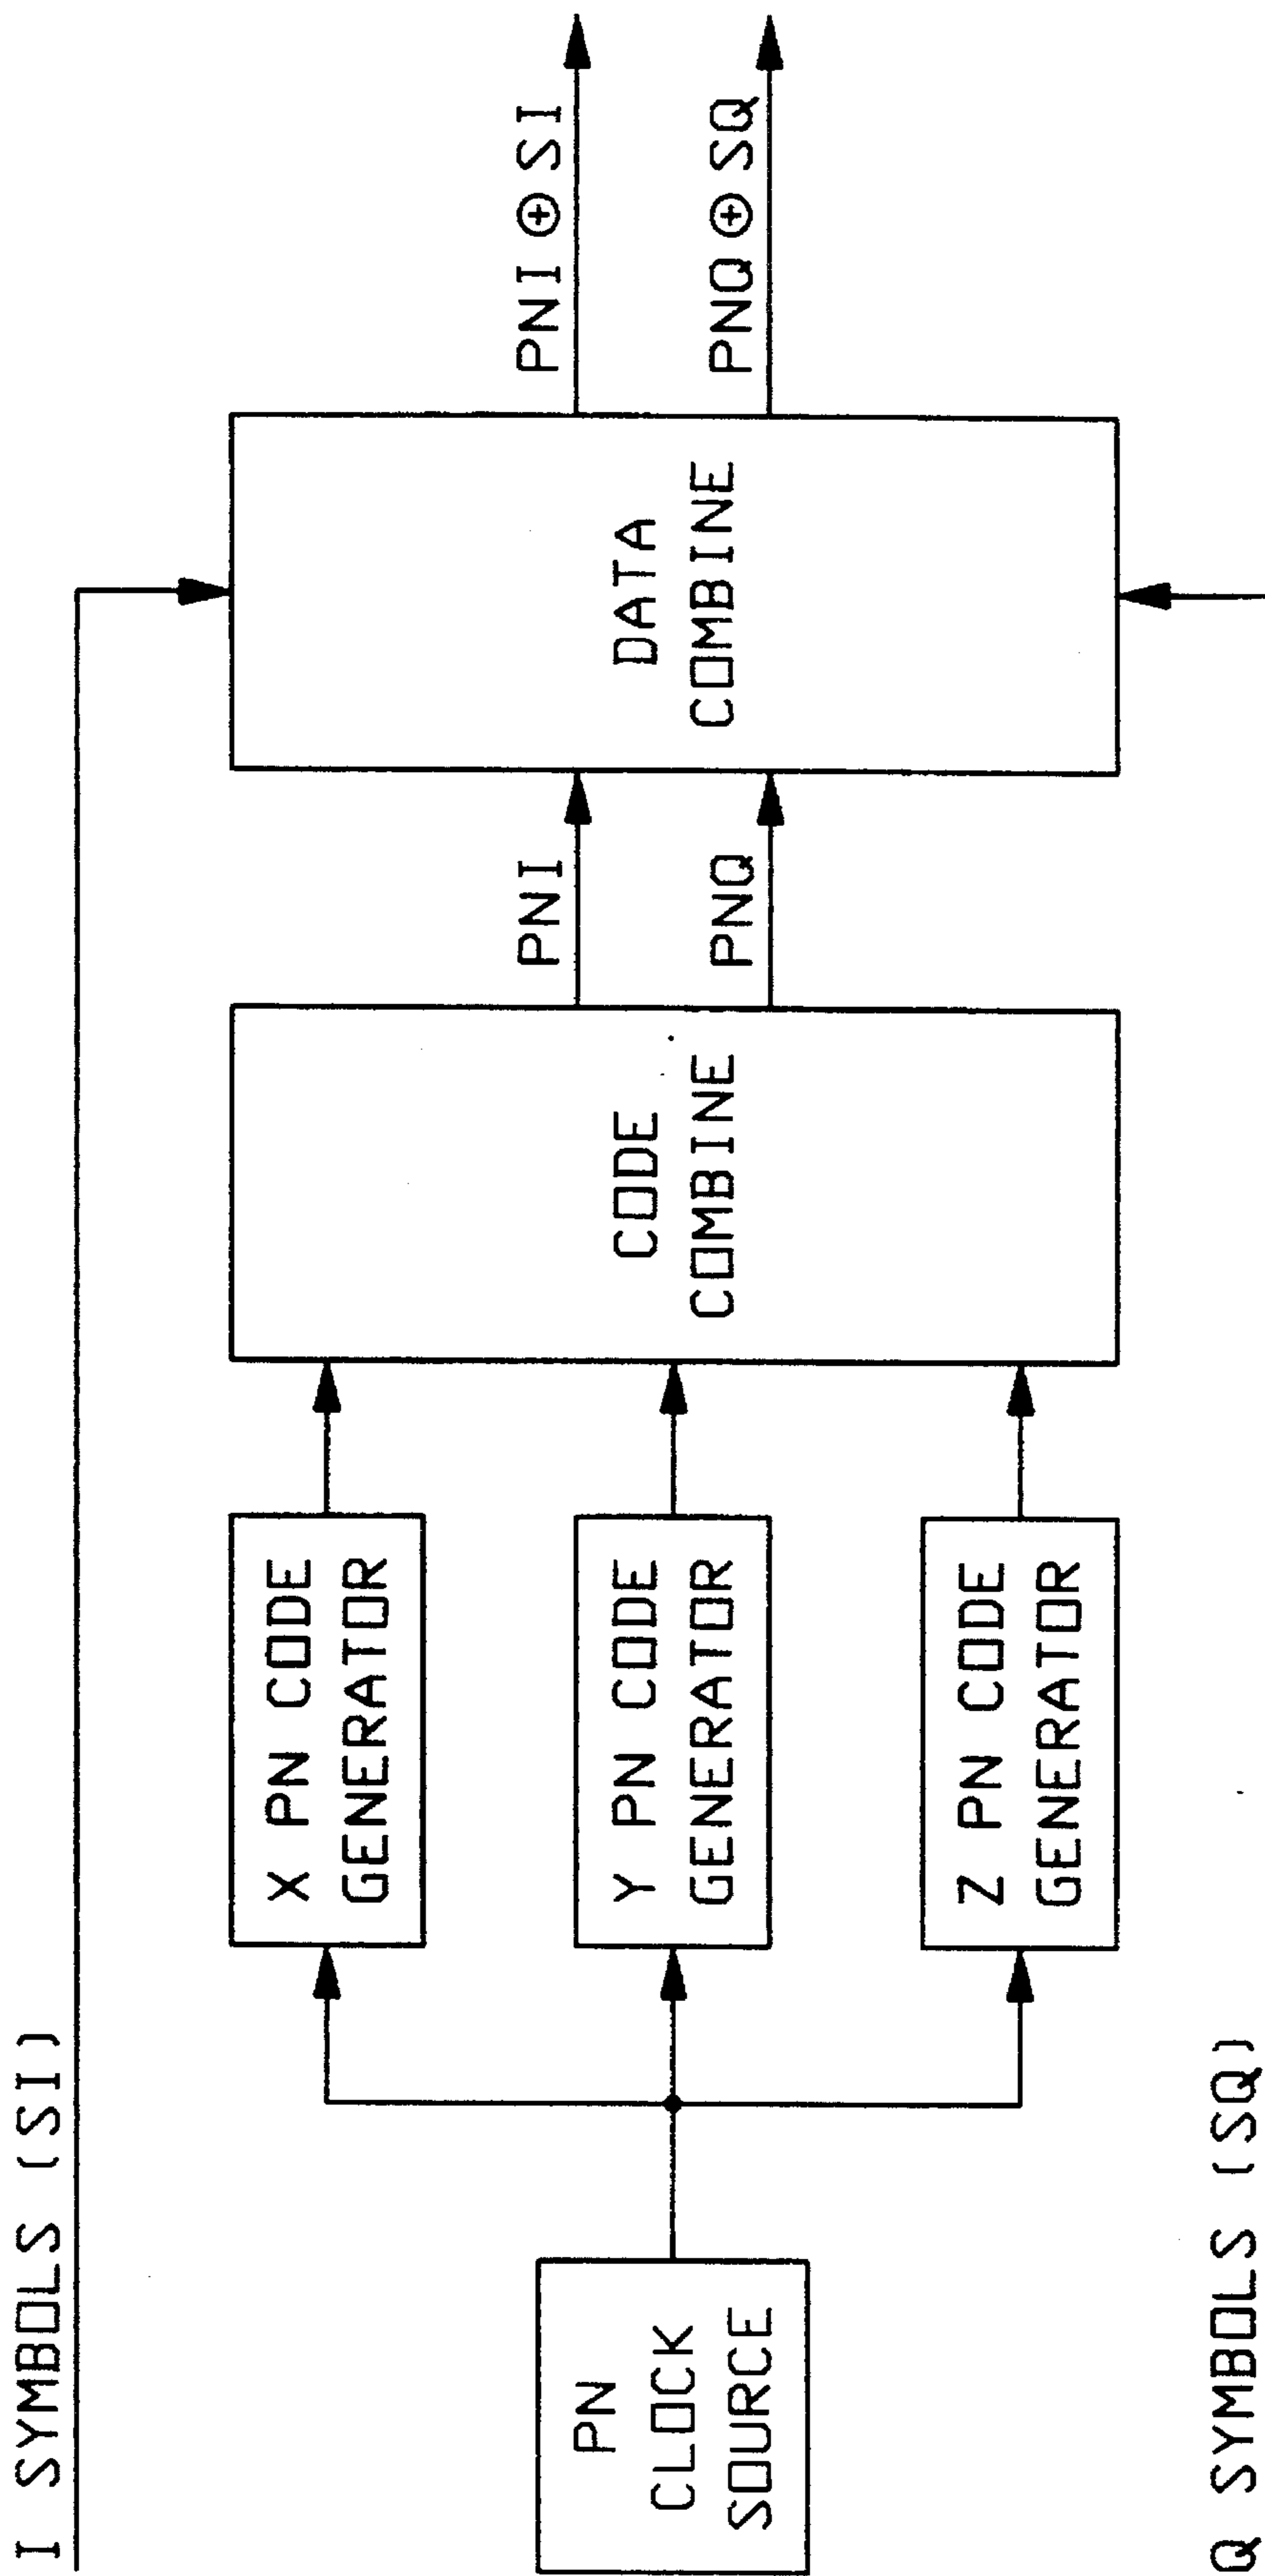 I SYMBOLS (SI)
PN
CLOCK
SOURCE
X PN CODE
GENERATOR
Y PN CODE
GENERATOR
Z PN CODE
GENERATOR
CODE
COMBINE
PNI
PNQ
DATA
COMBINE
PNI ⊕ SI
PNQ ⊕ SQ
Q SYMBOLS (SQ)